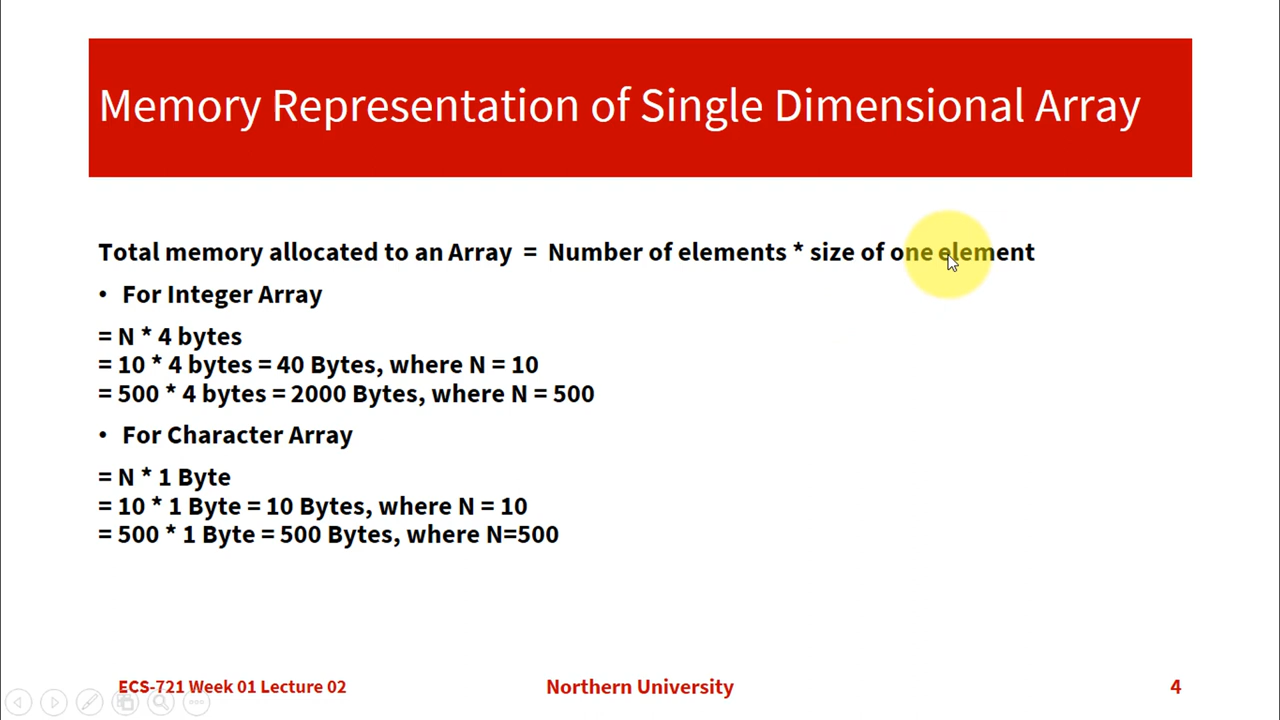 Memory Representation of Single Dimensional Array
Total memory allocated to an Array = Number of elements * size of one element
• For Integer Array
= N * 4 bytes
= 10 * 4 bytes = 40 Bytes, where N = 10
= 500 * 4 bytes = 2000 Bytes, where N = 500
• For Character Array
= N * 1 Byte
= 10 * 1 Byte = 10 Bytes, where N = 10
= 500 * 1 Byte = 500 Bytes, where N=500
ECS-721 Week 01 Lecture 02
Northern University
4